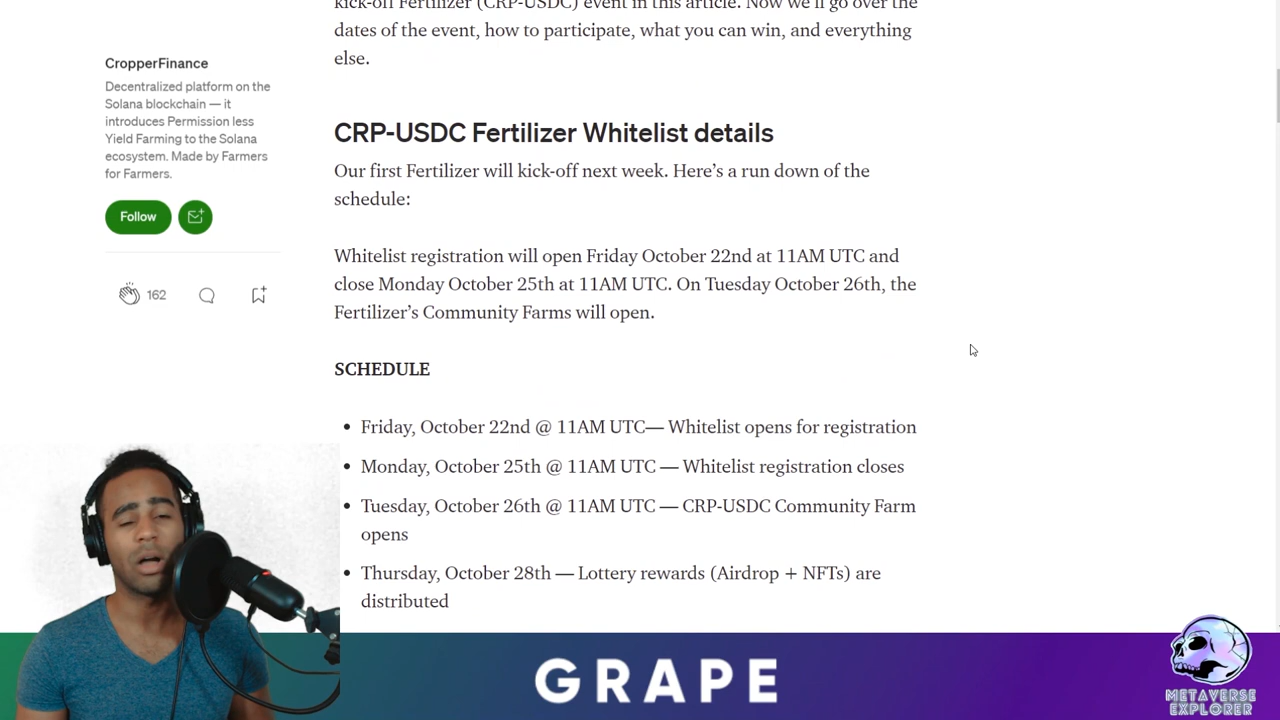 kick-off Fertilizer (CRP-USDC) event in this article. Now we'll go over the
dates of the event, how to participate, what you can win, and everything
else.
CropperFinance
Decentralized platform on the
Solana blockchain — it
introduces Permission less
Yield Farming to the Solana
ecosystem. Made by Farmers
for Farmers.
Follow
162
CRP-USDC Fertilizer Whitelist details
Our first Fertilizer will kick-off next week. Here's a run down of the
schedule:
Whitelist registration will open Friday October 22nd at 11AM UTC and
close Monday October 25th at 11AM UTC. On Tuesday October 26th, the
Fertilizer's Community Farms will open.
SCHEDULE
• Friday, October 22nd @ 11AM UTC— Whitelist opens for registration
• Monday, October 25th @ 11AM UTC — Whitelist registration closes
• Tuesday, October 26th @ 11AM UTC — CRP-USDC Community Farm
opens
• Thursday, October 28th — Lottery rewards (Airdrop + NFTs) are
distributed
GRAPE
METAVERSE
EXPLORER